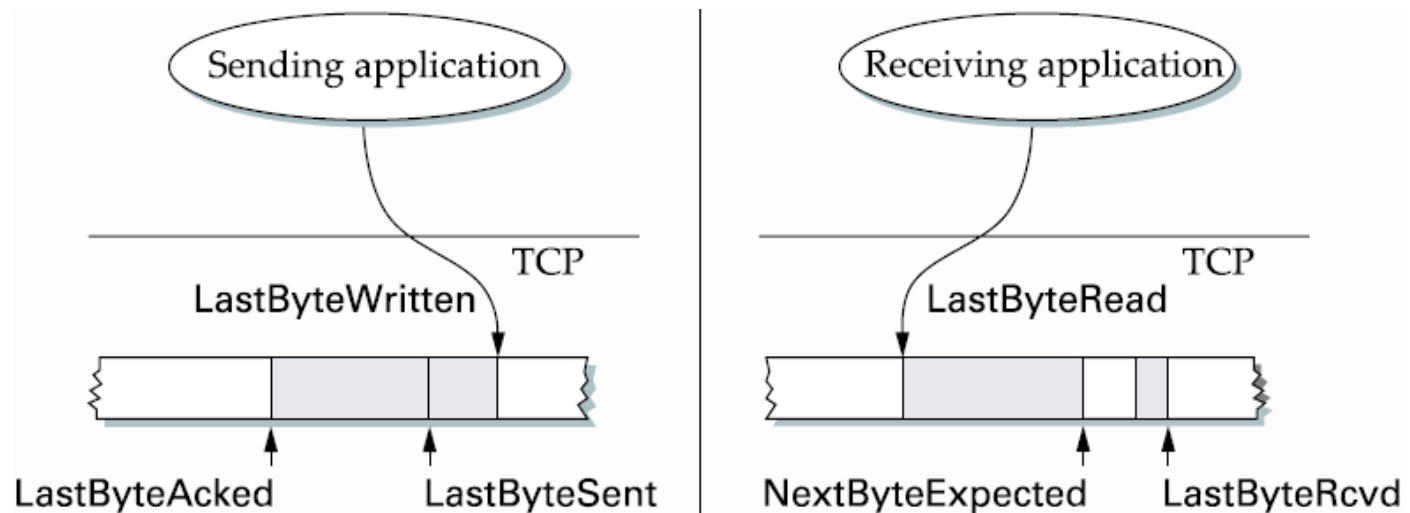 Sending application
TCP
LastByteWritten
LastByteAcked
LastByteSent
Receiving application
TCP
LastByteRead
NextByteExpected
LastByteRcvd